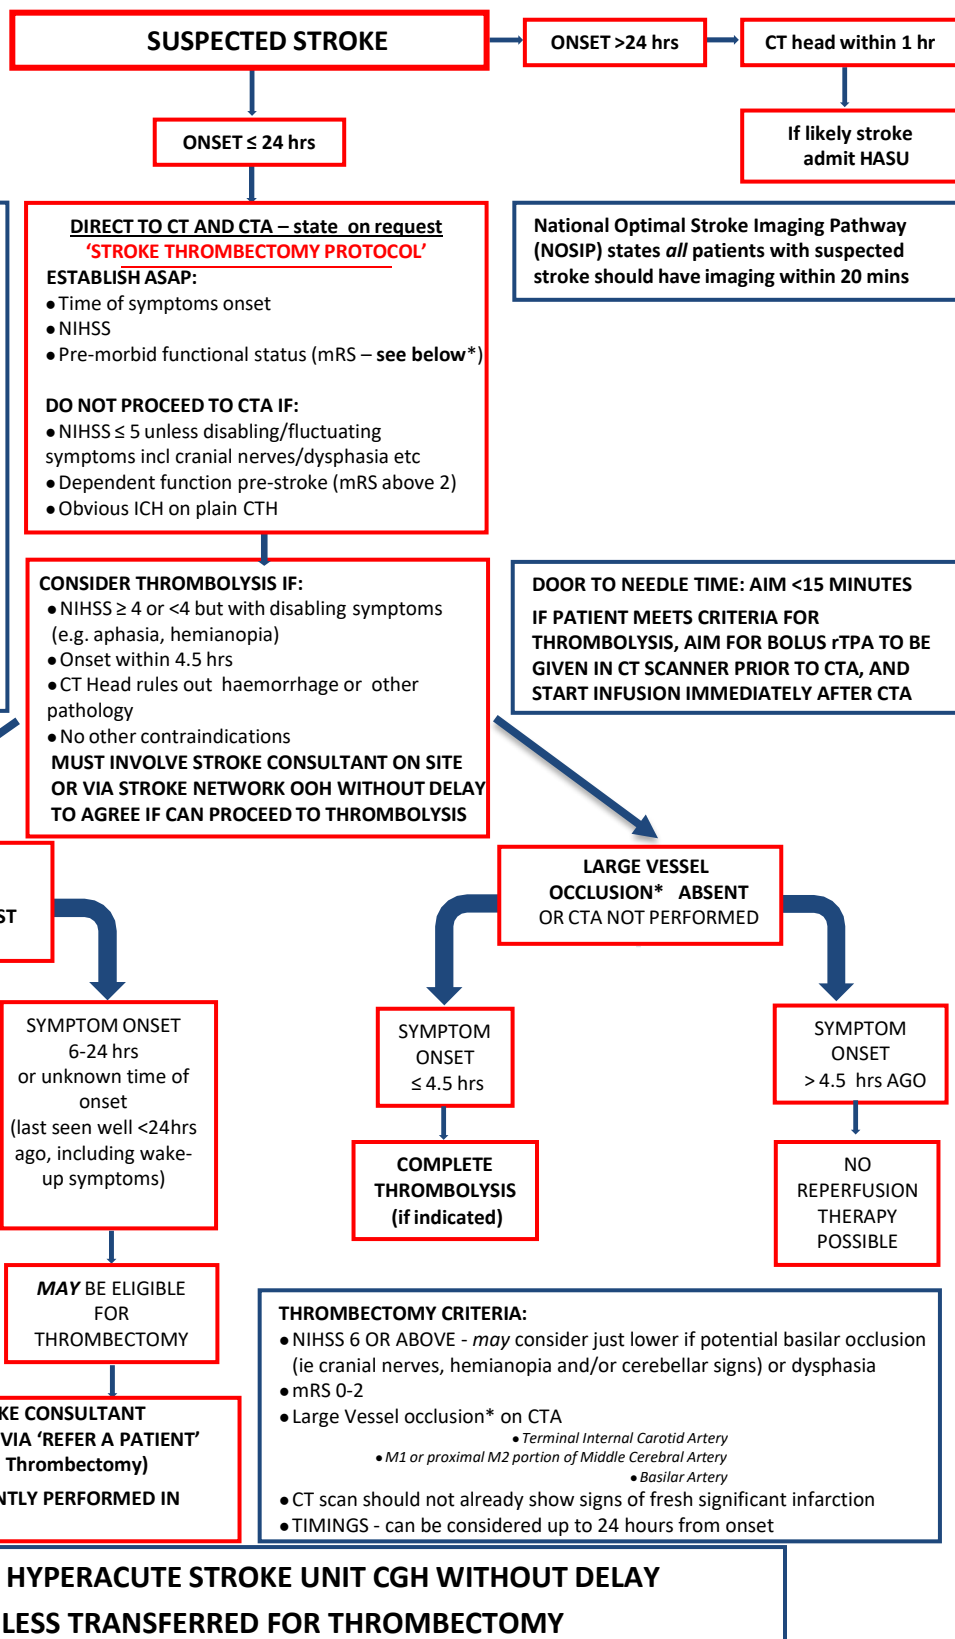 SUSPECTED STROKE
ONSET >24 hrs
CT head within 1 hr
ONSET ≤ 24 hrs
If likely stroke
admit HASU
DIRECT TO CT AND CTA – state on request
‘STROKE THROMBECTOMY PROTOCOL’
ESTABLISH ASAP:
● Time of symptoms onset
● NIHSS
● Pre-morbid functional status (mRS – see below*)
DO NOT PROCEED TO CTA IF:
● NIHSS ≤ 5 unless disabling/fluctuating
symptoms incl cranial nerves/dysphasia etc
● Dependent function pre-stroke (mRS above 2)
● Obvious ICH on plain CTH
National Optimal Stroke Imaging Pathway
(NOSIP) states all patients with suspected
stroke should have imaging within 20 mins
CONSIDER THROMBOLYSIS IF:
● NIHSS ≥ 4 or <4 but with disabling symptoms
(e.g. aphasia, hemianopia)
● Onset within 4.5 hrs
● CT Head rules out haemorrhage or other
pathology
● No other contraindications
MUST INVOLVE STROKE CONSULTANT ON SITE
OR VIA STROKE NETWORK OOH WITHOUT DELAY
TO AGREE IF CAN PROCEED TO THROMBOLYSIS
DOOR TO NEEDLE TIME: AIM <15 MINUTES
IF PATIENT MEETS CRITERIA FOR
THROMBOLYSIS, AIM FOR BOLUS rTPA TO BE
GIVEN IN CT SCANNER PRIOR TO CTA, AND
START INFUSION IMMEDIATELY AFTER CTA
ST
LARGE VESSEL
OCCLUSION* ABSENT
OR CTA NOT PERFORMED
SYMPTOM ONSET
6-24 hrs
or unknown time of
onset
(last seen well <24hrs
ago, including wake-
up symptoms)
SYMPTOM
ONSET
≤ 4.5 hrs
SYMPTOM
ONSET
> 4.5 hrs AGO
COMPLETE
THROMBOLYSIS
(if indicated)
NO
REPERFUSION
THERAPY
POSSIBLE
MAY BE ELIGIBLE
FOR
THROMBECTOMY
KE CONSULTANT
VIA ‘REFER A PATIENT’
Thrombectomy)
NTLY PERFORMED IN
THROMBECTOMY CRITERIA:
● NIHSS 6 OR ABOVE - may consider just lower if potential basilar occlusion
(ie cranial nerves, hemianopia and/or cerebellar signs) or dysphasia
● mRS 0-2
● Large Vessel occlusion* on CTA
● Terminal Internal Carotid Artery
● M1 or proximal M2 portion of Middle Cerebral Artery
● Basilar Artery
● CT scan should not already show signs of fresh significant infarction
● TIMINGS - can be considered up to 24 hours from onset
HYPERACUTE STROKE UNIT CGH WITHOUT DELAY
LESS TRANSFERRED FOR THROMBECTOMY